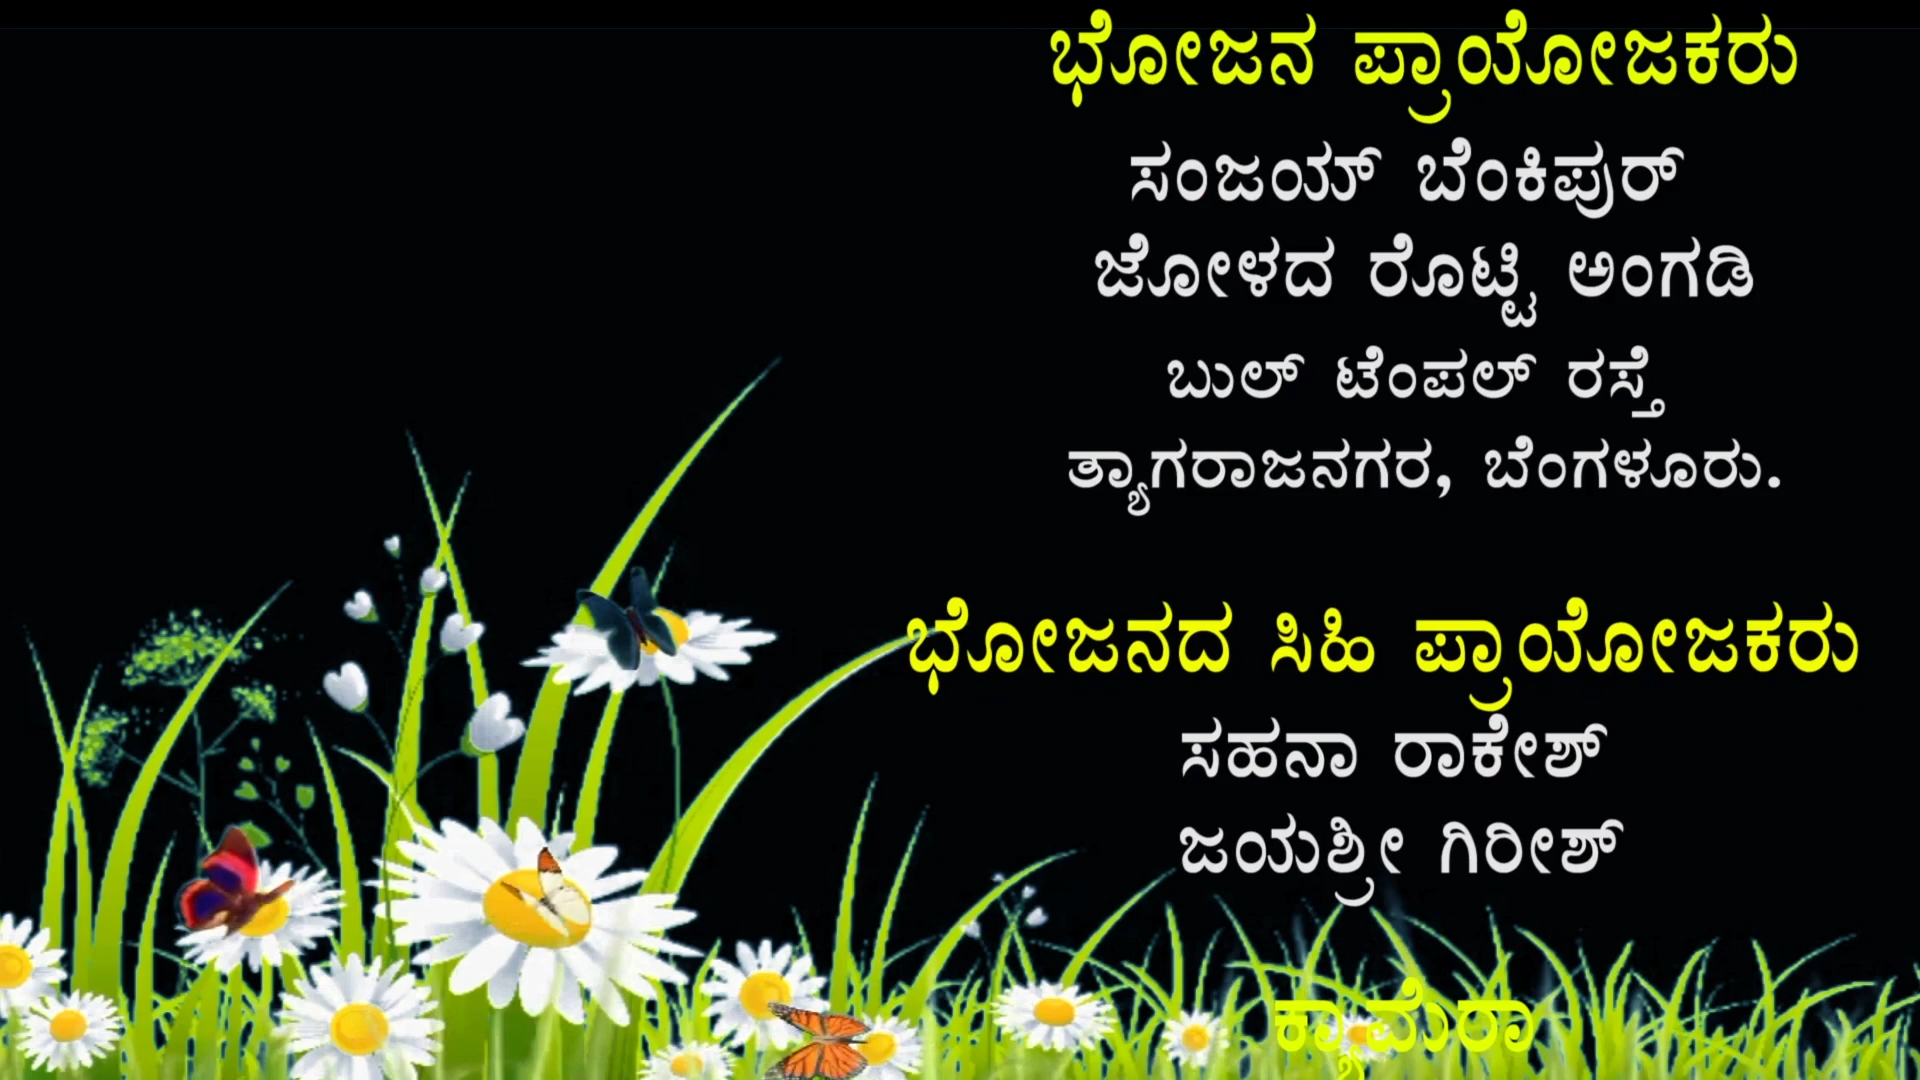 ಭೋಜನ ಪ್ರಾಯೋಜಕರು
ಸಂಜಯ್ ಬೆಂಕಿಪುರ್
ಜೋಳದ ರೊಟ್ಟಿ ಅಂಗಡಿ
ಬುಲ್ ಟೆಂಪಲ್ ರಸ್ತೆ
ತ್ಯಾಗರಾಜನಗರ, ಬೆಂಗಳೂರು.
ಭೋಜನದ ಸಿಹಿ ಪ್ರಾಯೋಜಕರು
ಸಹನಾ ರಾಕೇಶ್
ಜಯಶ್ರೀ ಗಿರೀಶ್
ಕ್ಯಾಮೆರಾ